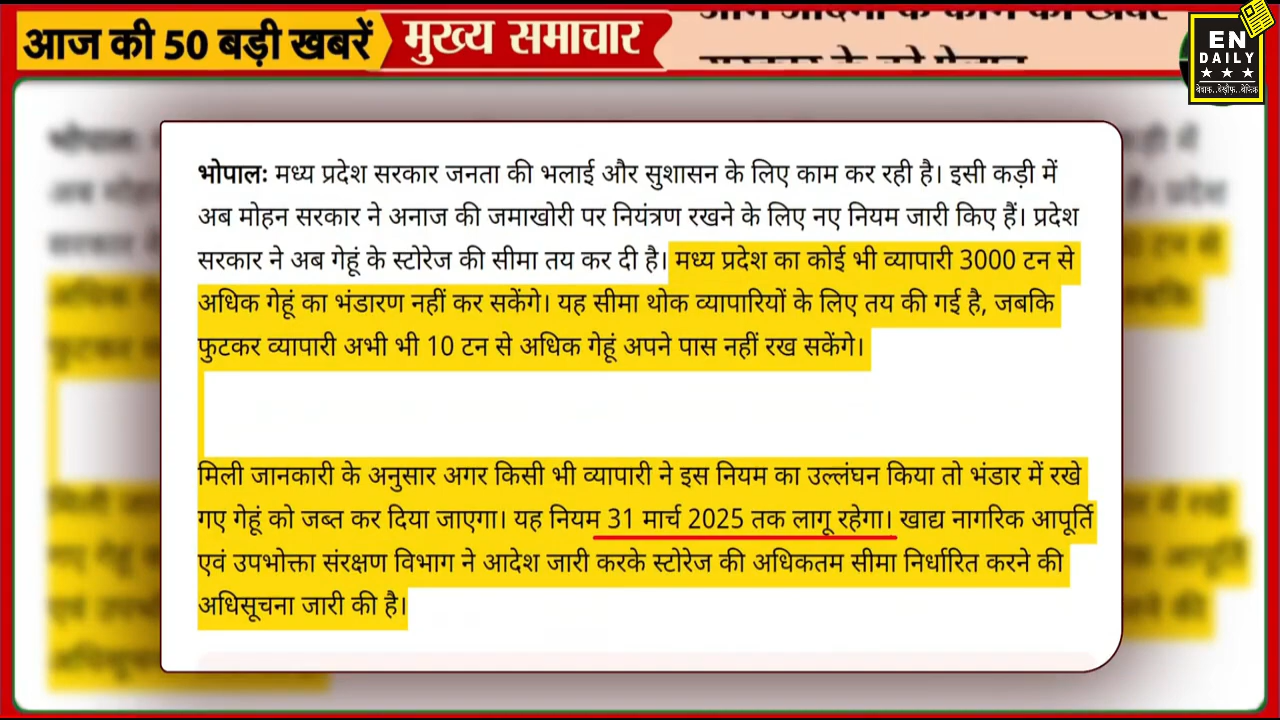 आज की 50 बड़ी खबरें
मुख्य समाचार
EN
DAILY
भोपाल: मध्य प्रदेश सरकार जनता की भलाई और सुशासन के लिए काम कर रही है। इसी कड़ी में
अब मोहन सरकार ने अनाज की जमाखोरी पर नियंत्रण रखने के लिए नए नियम जारी किए हैं। प्रदेश
सरकार ने अब गेहूं के स्टोरेज की सीमा तय कर दी है। मध्य प्रदेश का कोई भी व्यापारी 3000 टन से
अधिक गेहूं का भंडारण नहीं कर सकेंगे। यह सीमा थोक व्यापारियों के लिए तय की गई है, जबकि
फुटकर व्यापारी अभी भी 10 टन से अधिक गेहूं अपने पास नहीं रख सकेंगे।
मिली जानकारी के अनुसार अगर किसी भी व्यापारी ने इस नियम का उल्लंघन किया तो भंडार में रखे
गए गेहूं को जब्त कर दिया जाएगा। यह नियम 31 मार्च 2025 तक लागू रहेगा। खाद्य नागरिक आपूर्ति
एवं उपभोक्ता संरक्षण विभाग ने आदेश जारी करके स्टोरेज की अधिकतम सीमा निर्धारित करने की
अधिसूचना जारी की है।